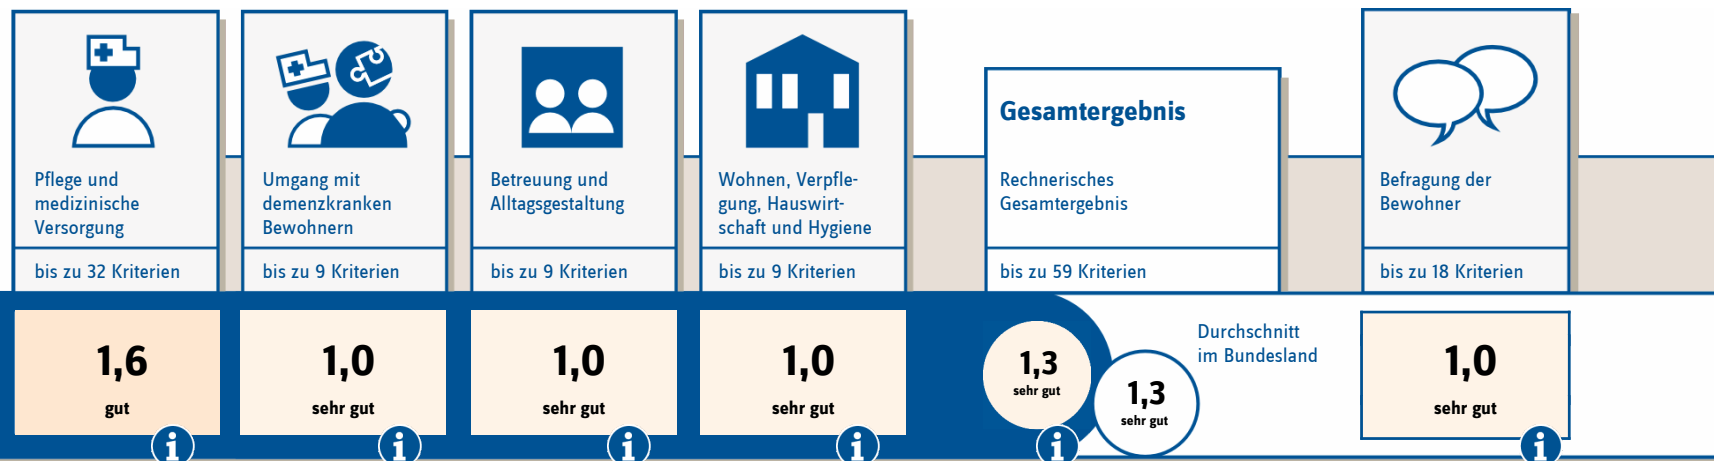 Pflege und
medizinische
Versorgung
bis zu 32 Kriterien
1,6
gut
Umgang mit
demenzkranken
Bewohnern
bis zu 9 Kriterien
1,0
sehr gut
Betreuung und
Alltagsgestaltung
bis zu 9 Kriterien
1,0
sehr gut
Wohnen, Verpfle-
gung, Hauswirt-
schaft und Hygiene
bis zu 9 Kriterien
1,0
sehr gut
Gesamtergebnis
Rechnerisches
Gesamtergebnis
bis zu 59 Kriterien
1,3
sehr gut
Durchschnitt
im Bundesland
1,3
sehr gut
Befragung der
Bewohner
bis zu 18 Kriterien
1,0
sehr gut